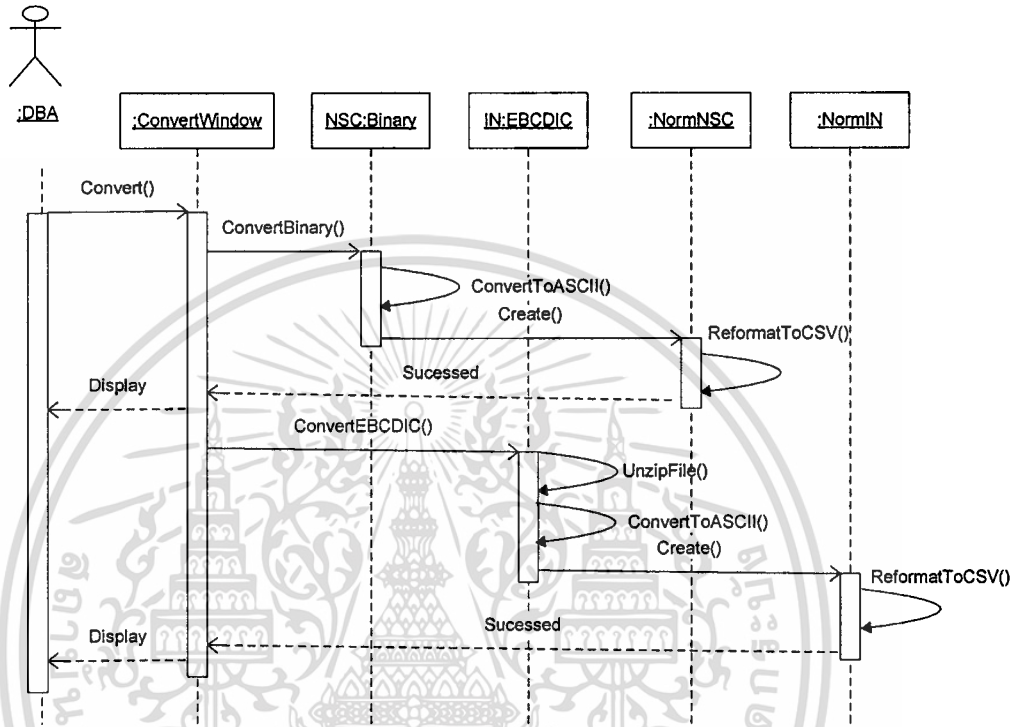 :DBA
:ConvertWindow
NSC:Binary
IN:EBCDIC
:NormNSC
:NormIN
Convert()
ConvertBinary()
ConvertToASCII()
Create()
ReformatToCSV()
Sucessed
Display
ConvertEBCDIC()
UnzipFile()
ConvertToASCII()
Create()
ReformatToCSV()
Sucessed
Display